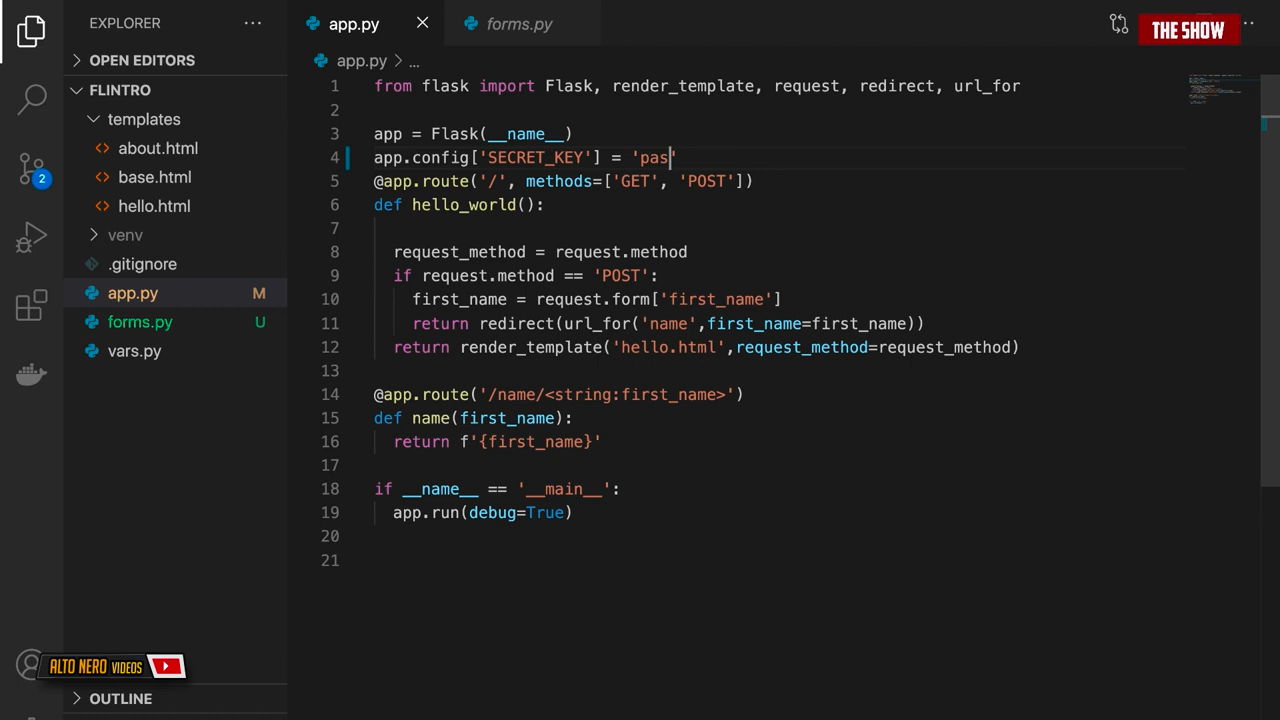 EXPLORER
OPEN EDITORS
FLINTRO
templates
about.html
base.html
hello.html
venv
.gitignore
app.py M
forms.py U
vars.py
OUTLINE
2
app.py
forms.py
THE SHOW
app.py > ...
1 from flask import Flask, render_template, request, redirect, url_for
2
3 app = Flask(__name__)
4 app.config['SECRET_KEY'] = 'pas'
5 @app.route('/', methods=['GET', 'POST'])
6 def hello_world():
7
8 request_method = request.method
9 if request.method == 'POST':
10 first_name = request.form['first_name']
11 return redirect(url_for('name',first_name=first_name))
12 return render_template('hello.html',request_method=request_method)
13
14 @app.route('/name/<string:first_name>')
15 def name(first_name):
16 return f'{first_name}'
17
18 if __name__ == '__main__':
19 app.run(debug=True)
20
21
ALTO NERO VIDEOS